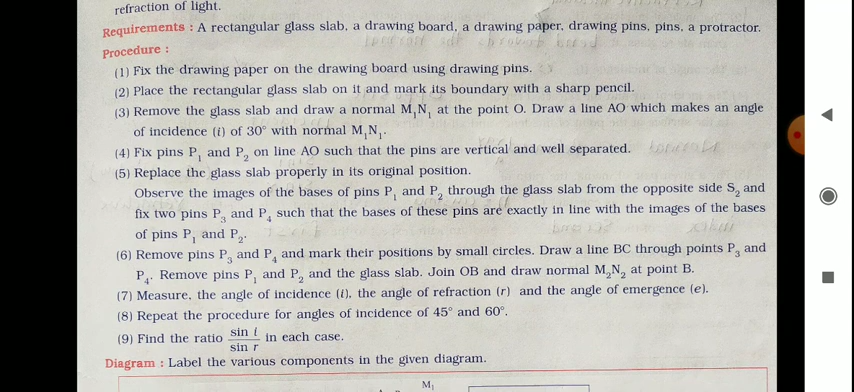 refraction of light.
Requirements : A rectangular glass slab, a drawing board, a drawing paper, drawing pins, pins, a protractor.
Procedure :
(1) Fix the drawing paper on the drawing board using drawing pins.
(2) Place the rectangular glass slab on it and mark its boundary with a sharp pencil.
(3) Remove the glass slab and draw a normal M₁N₁ at the point O. Draw a line AO which makes an angle
of incidence (i) of 30° with normal M₁N₁.
(4) Fix pins P₁ and P₂ on line AO such that the pins are vertical and well separated.
(5) Replace the glass slab properly in its original position.
Observe the images of the bases of pins P₁ and P₂ through the glass slab from the opposite side S₂ and
fix two pins P₃ and P₄ such that the bases of these pins are exactly in line with the images of the bases
of pins P₁ and P₂.
(6) Remove pins P₃ and P₄ and mark their positions by small circles. Draw a line BC through points P₃ and
P₄. Remove pins P₁ and P₂ and the glass slab. Join OB and draw normal M₂N₂ at point B.
(7) Measure, the angle of incidence (i), the angle of refraction (r) and the angle of emergence (e).
(8) Repeat the procedure for angles of incidence of 45° and 60°.
(9) Find the ratio sin i / sin r in each case.
Diagram : Label the various components in the given diagram.
M₁